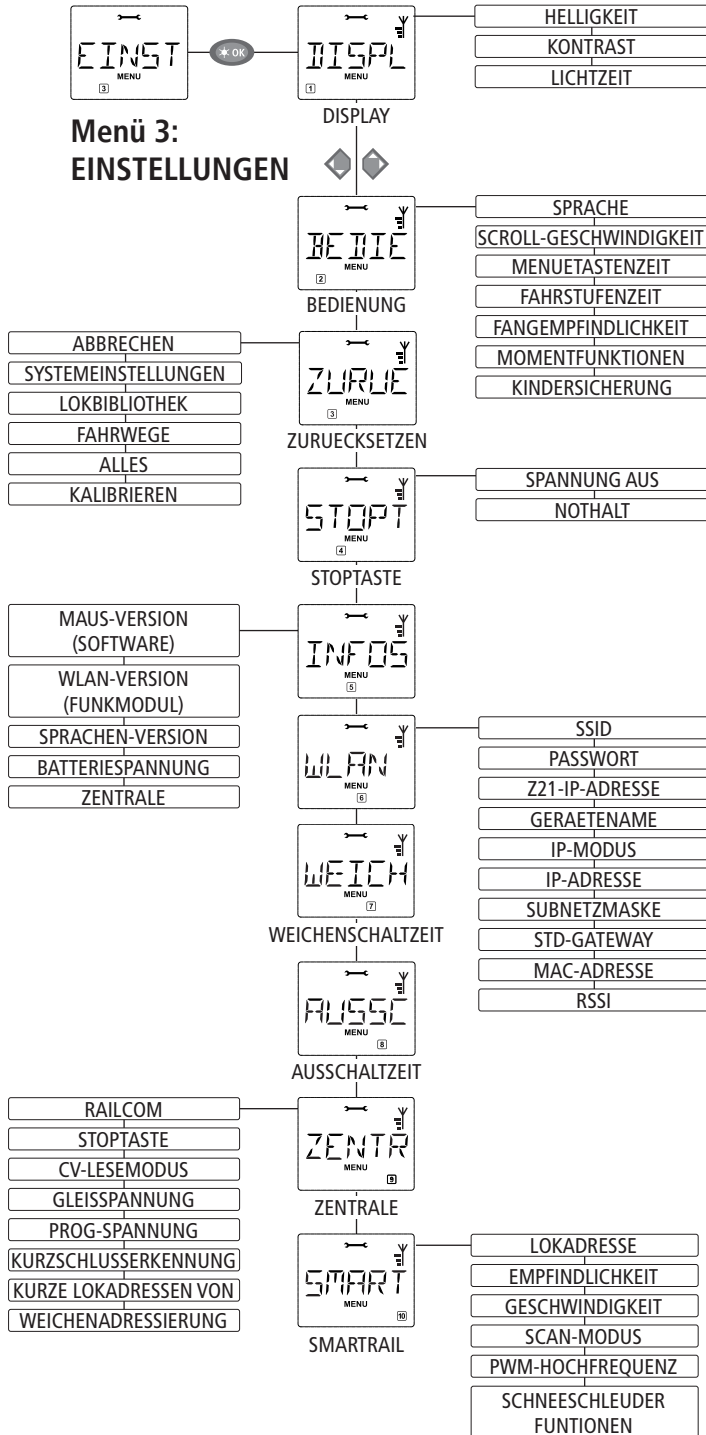 EINST
MENU
3
OK
DISPL
MENU
1
DISPLAY
HELLIGKEIT
KONTRAST
LICHTZEIT
Menü 3:
EINSTELLUNGEN
BEDIE
MENU
2
BEDIENUNG
SPRACHE
SCROLL-GESCHWINDIGKEIT
MENUETASTENZEIT
FAHRSTUFENZEIT
FANGEMPFINDLICHKEIT
MOMENTFUNKTIONEN
KINDERSICHERUNG
ABBRECHEN
SYSTEMEINSTELLUNGEN
LOKBIBLIOTHEK
FAHRWEGE
ALLES
KALIBRIEREN
ZURUE
MENU
3
ZURUECKSETZEN
STOPT
MENU
4
STOPTASTE
SPANNUNG AUS
NOTHALT
MAUS-VERSION
(SOFTWARE)
WLAN-VERSION
(FUNKMODUL)
SPRACHEN-VERSION
BATTERIESPANNUNG
ZENTRALE
INFOS
MENU
5
WLAN
MENU
6
SSID
PASSWORT
Z21-IP-ADRESSE
GERAETENAME
IP-MODUS
IP-ADRESSE
SUBNETZMASKE
STD-GATEWAY
MAC-ADRESSE
RSSI
WEICH
MENU
7
WEICHENSCHALTZEIT
AUSSC
MENU
8
AUSSCHALTZEIT
RAILCOM
STOPTASTE
CV-LESEMODUS
GLEISSPANNUNG
PROG-SPANNUNG
KURZSCHLUSSERKENNUNG
KURZE LOKADRESSEN VON
WEICHENADRESSIERUNG
ZENTR
MENU
9
ZENTRALE
SMART
MENU
10
SMARTRAIL
LOKADRESSE
EMPFINDLICHKEIT
GESCHWINDIGKEIT
SCAN-MODUS
PWM-HOCHFREQUENZ
SCHNEESCHLEUDER
FUNTIONEN